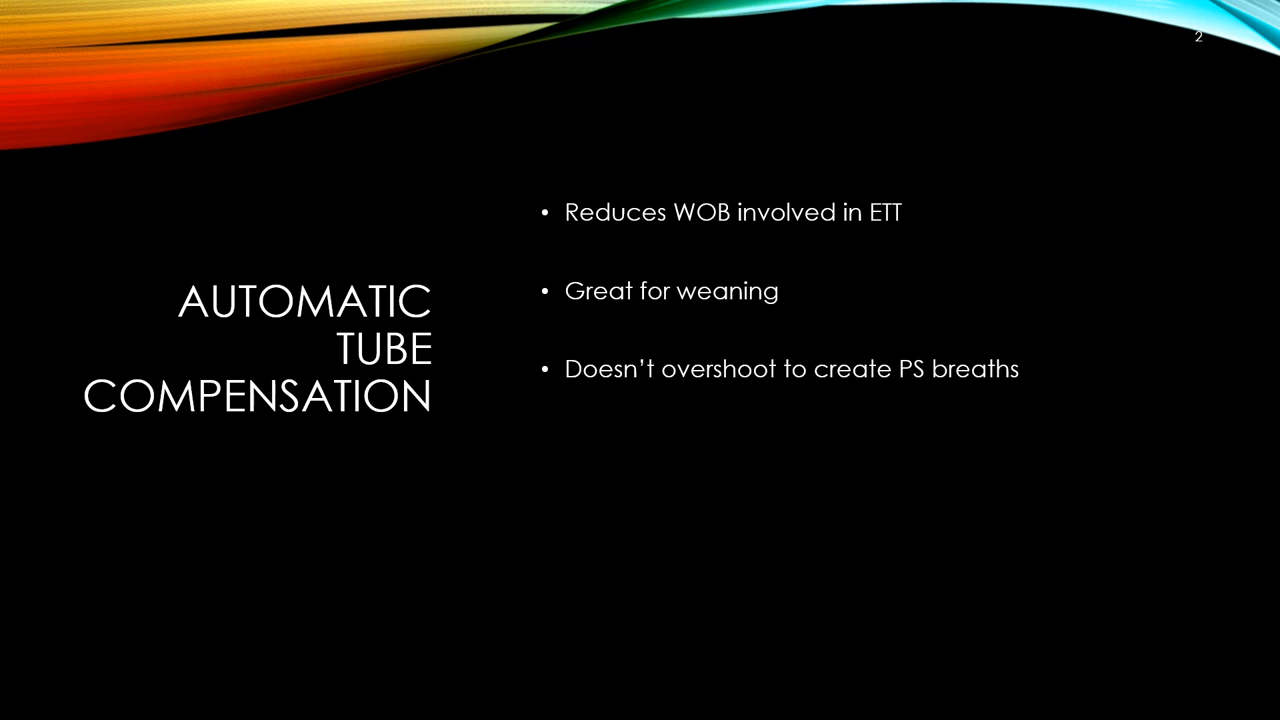 2
AUTOMATIC
TUBE
COMPENSATION
• Reduces WOB involved in ETT
• Great for weaning
• Doesn’t overshoot to create PS breaths